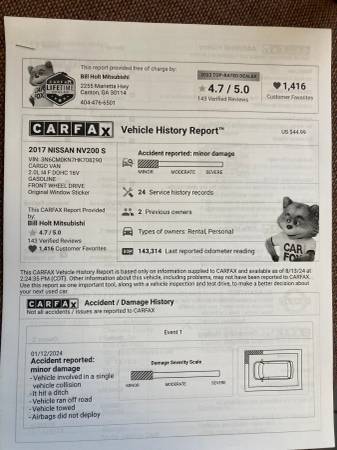 This report provided free of charge by:
Bill Holt Mitsubishi
2255 Marietta Hwy
Canton, GA 30114
404-476-6501
2023 TOP-RATED DEALER
4.7 / 5.0
143 Verified Reviews
1,416
Customer Favorites
CARFAX Vehicle History Report™
US $44.99
2017 NISSAN NV200 S
VIN: 3N6CM0KN7HK708290
CARGO VAN
2.0L I4 F DOHC 16V
GASOLINE
FRONT WHEEL DRIVE
Original Window Sticker
This CARFAX Report Provided by:
Bill Holt Mitsubishi
4.7 / 5.0
143 Verified Reviews
1,416 Customer Favorites
Accident reported: minor damage
MINOR MODERATE SEVERE
24 Service history records
2 Previous owners
Types of owners: Rental, Personal
143,314 Last reported odometer reading
CAR
FOX
This CARFAX Vehicle History Report is based only on information supplied to CARFAX and available as of 8/13/24 at
2:24:35 PM (CDT). Other information about this vehicle, including problems, may not have been reported to CARFAX.
Use this report as one important tool, along with a vehicle inspection and test drive, to make a better decision about
your next used car.
CARFAX Accident / Damage History
Not all accidents / issues are reported to CARFAX
Event 1
01/12/2024
Accident reported:
minor damage
- Vehicle involved in a single
vehicle collision
- It hit a ditch
- Vehicle ran off road
- Vehicle towed
- Airbags did not deploy
Damage Severity Scale
MINOR MODERATE SEVERE